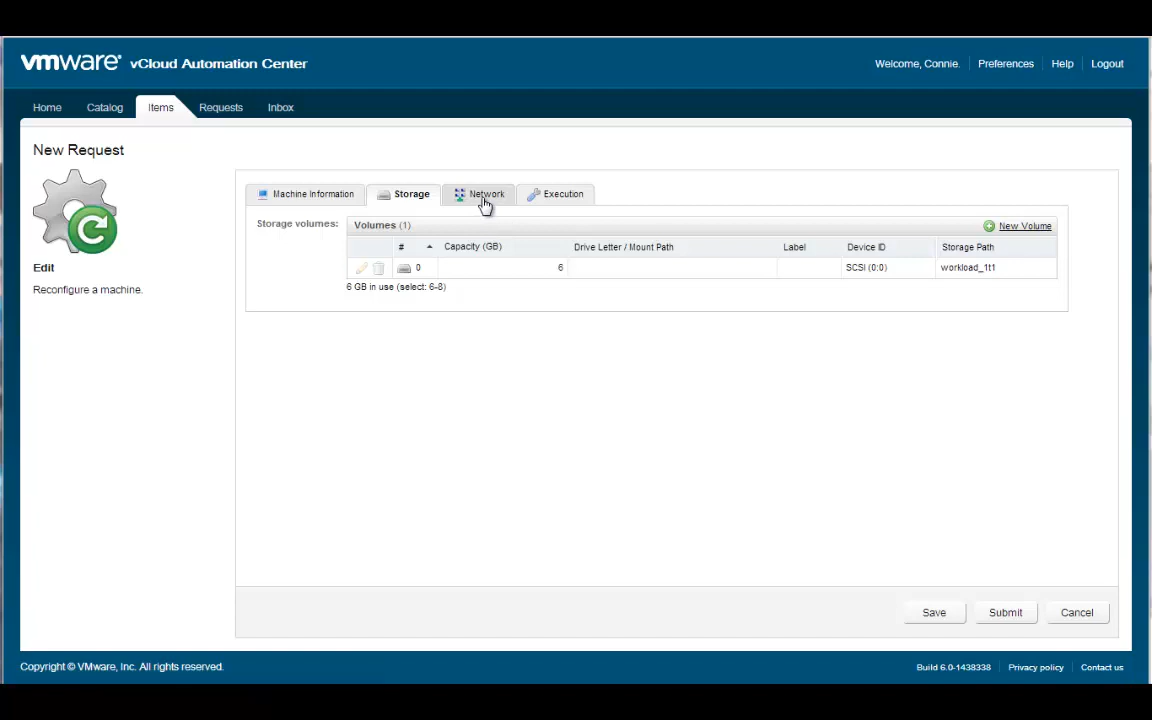 vmware® vCloud Automation Center
Welcome, Connie. Preferences Help Logout
Home Catalog Items Requests Inbox
New Request
Machine Information Storage Network Execution
Storage volumes: Volumes (1) New Volume
# Capacity (GB) Drive Letter / Mount Path Label Device ID Storage Path
0 6 SCSI (0:0) workload_1t1
6 GB in use (select: 6-8)
Edit
Reconfigure a machine.
Save Submit Cancel
Copyright © VMware, Inc. All rights reserved.
Build 6.0-1438338 Privacy policy Contact us